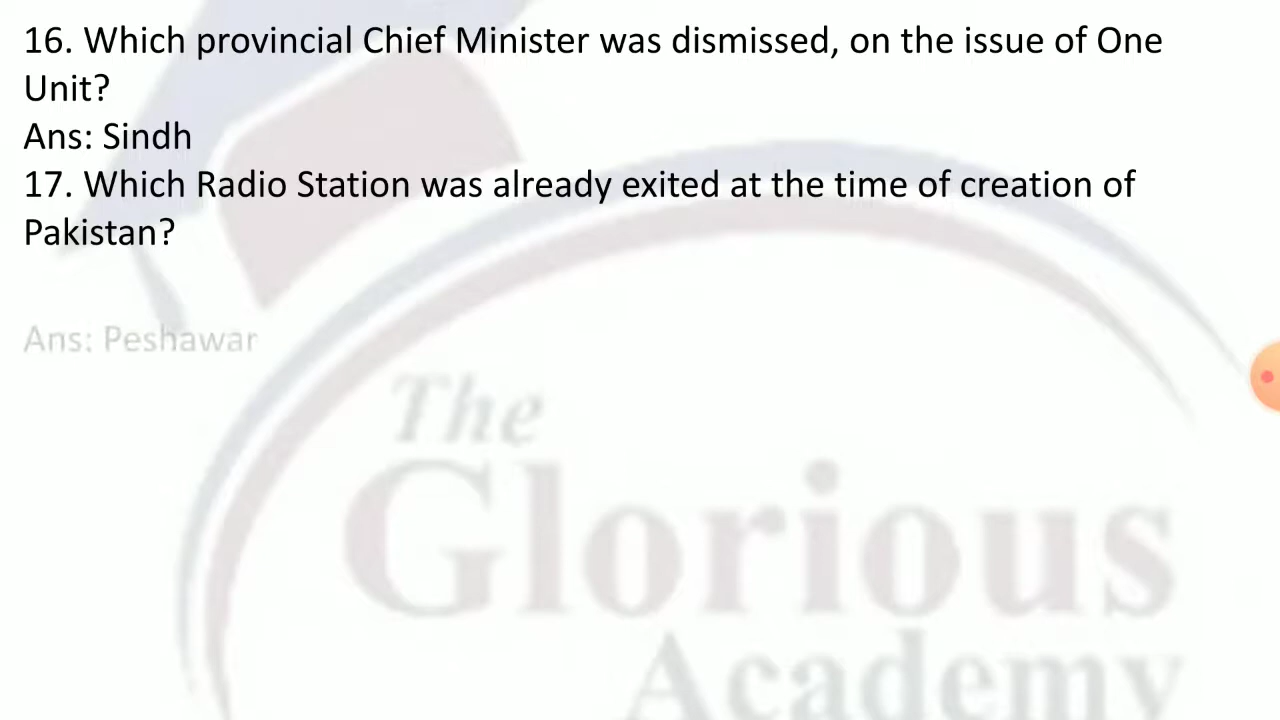 16. Which provincial Chief Minister was dismissed, on the issue of One
Unit?
Ans: Sindh
17. Which Radio Station was already exited at the time of creation of
Pakistan?
Ans: Peshawar
The
Glorious
Academy